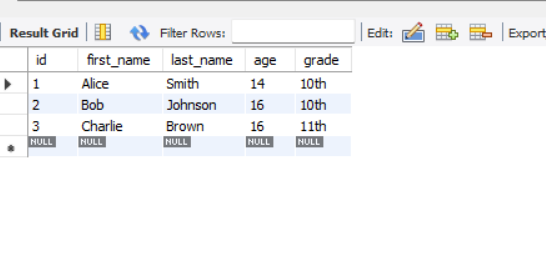 Result Grid Filter Rows: Edit: Export
id first_name last_name age grade
1 Alice Smith 14 10th
2 Bob Johnson 16 10th
3 Charlie Brown 16 11th
NULL NULL NULL NULL NULL